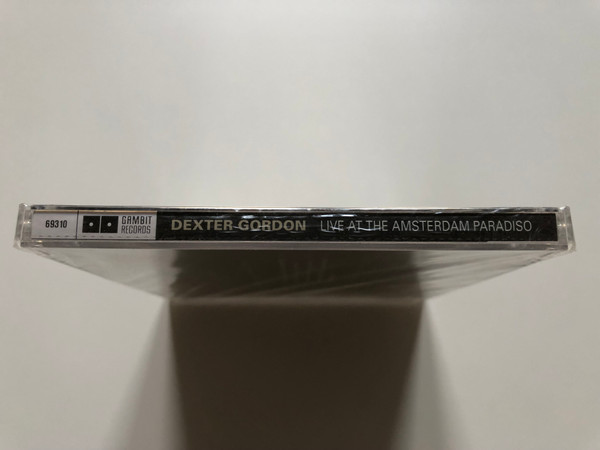 69310
GAMBIT
RECORDS
DEXTER GORDON LIVE AT THE AMSTERDAM PARADISO